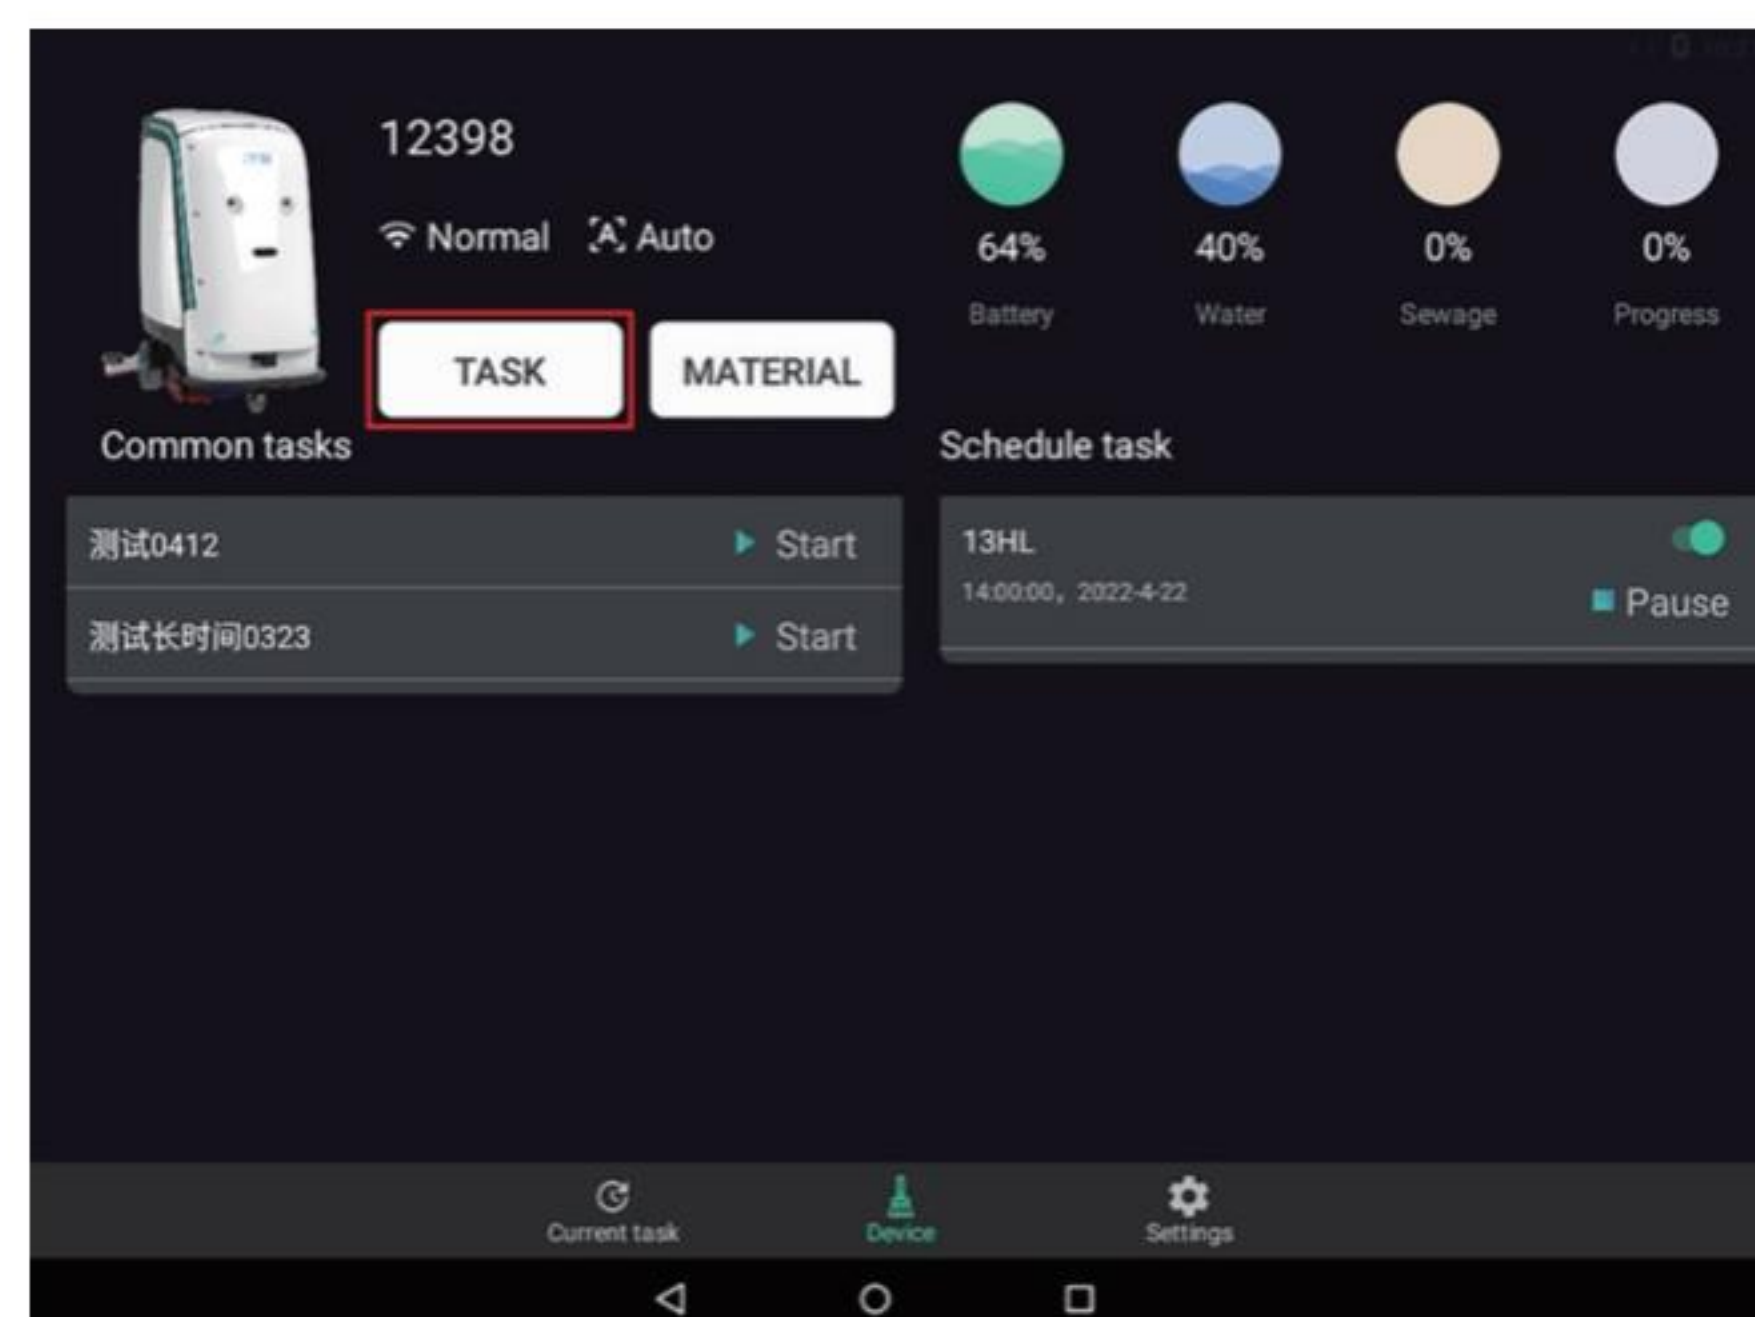 12398
Normal Auto
TASK MATERIAL
64% 40% 0% 0%
Battery Water Sewage Progress
Common tasks
测试0412 Start
测试长时间0323 Start
Schedule task
13HL
14:00:00，2022-4-22
Pause
Current task Device Settings